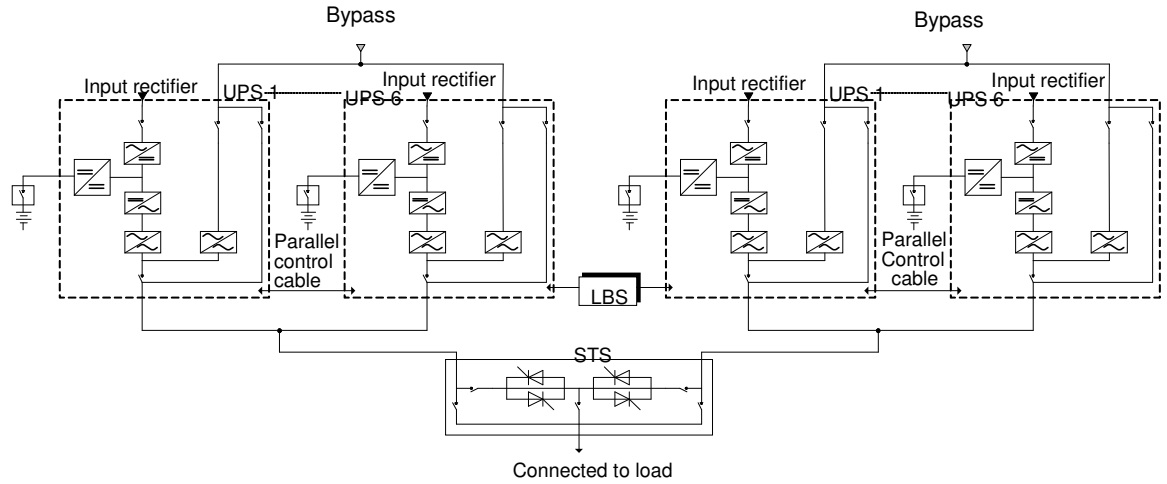 Bypass
Bypass
Input rectifier
UPS 1
UPS 6
Input rectifier
Input rectifier
UPS 1
UPS 6
Input rectifier
Parallel
control
cable
LBS
Parallel
Control
cable
STS
Connected to load